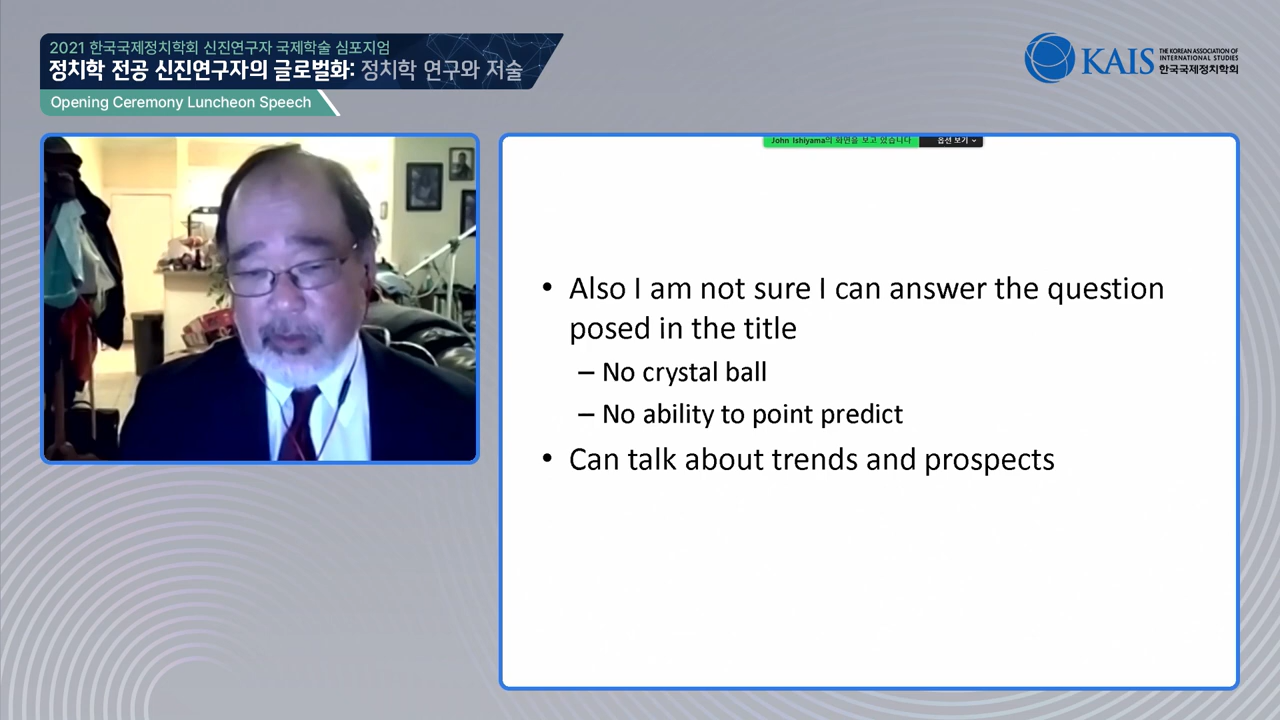 2021 한국국제정치학회 신진연구자 국제학술 심포지엄
정치학 전공 신진연구자의 글로벌화: 정치학 연구와 저술
Opening Ceremony Luncheon Speech
KAIS
THE KOREAN ASSOCIATION OF
INTERNATIONAL STUDIES
한국국제정치학회
John Ishiyama의 화면을 보고 있습니다
옵션 보기
• Also I am not sure I can answer the question
posed in the title
– No crystal ball
– No ability to point predict
• Can talk about trends and prospects